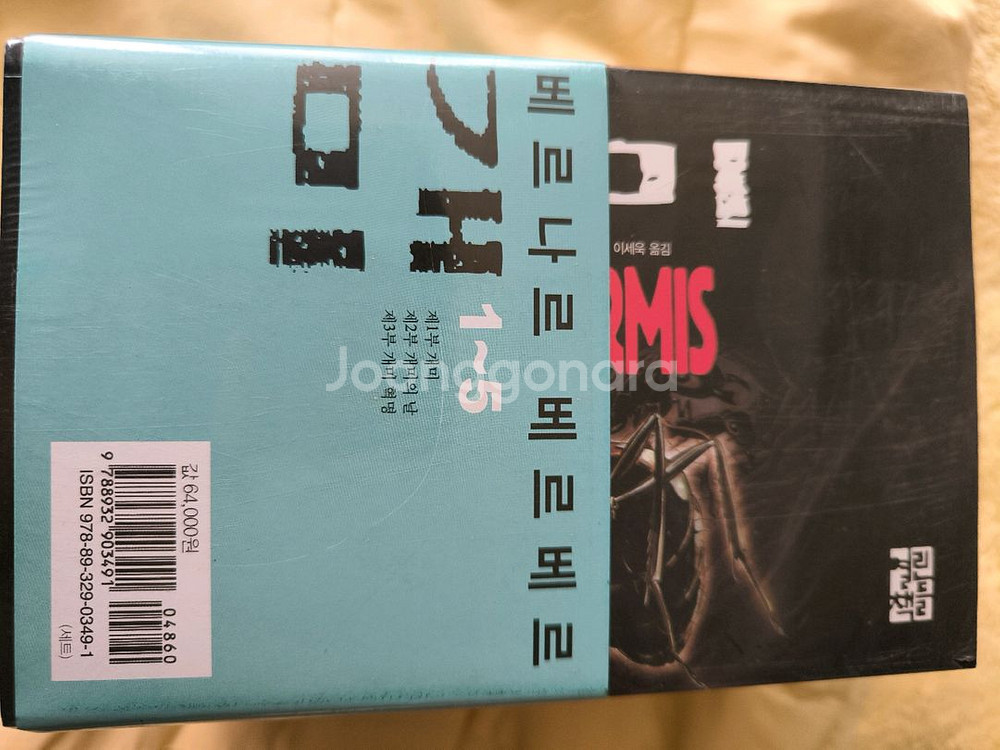 베르나르 베르베르
개미
1~5
제1부 개미
제2부 개미의 날
제3부 개미 혁명
이세욱 옮김
RMIS
열린책들
값 64,000원
9 788932 903491
04860
ISBN 978-89-329-0349-1
(세트)
Joonggonara